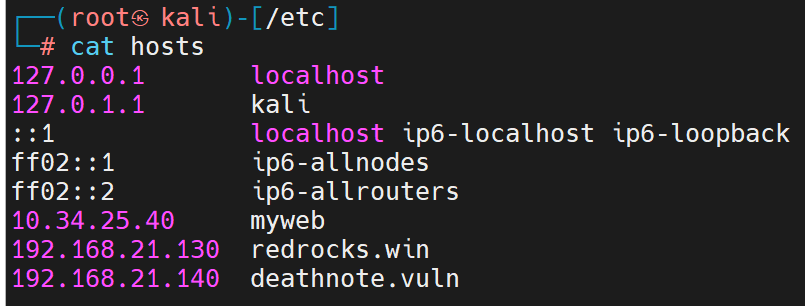 ┌──(root㉿ kali)-[/etc]
└─# cat hosts
127.0.0.1       localhost
127.0.1.1       kali
::1             localhost ip6-localhost ip6-loopback
ff02::1         ip6-allnodes
ff02::2         ip6-allrouters
10.34.25.40     myweb
192.168.21.130  redrocks.win
192.168.21.140  deathnote.vuln